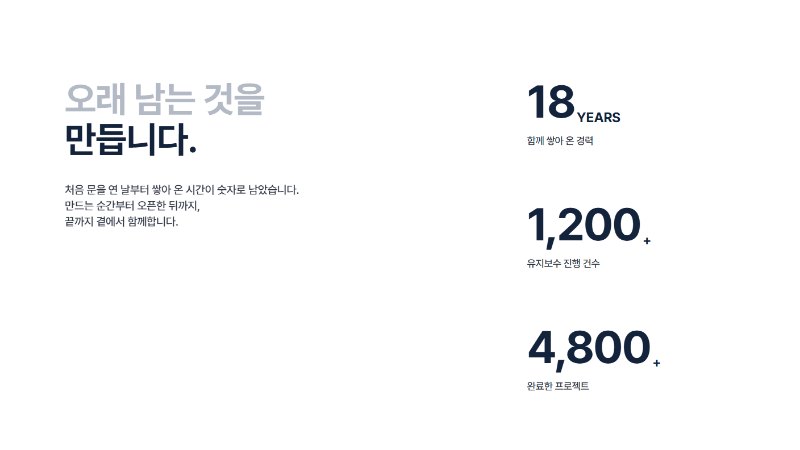 오래 남는 것을
만듭니다.
처음 문을 연 날부터 쌓아 온 시간이 숫자로 남았습니다.
만드는 순간부터 오픈한 뒤까지,
끝까지 곁에서 함께합니다.
18 YEARS
함께 쌓아 온 경력
1,200+
유지보수 진행 건수
4,800+
완료한 프로젝트